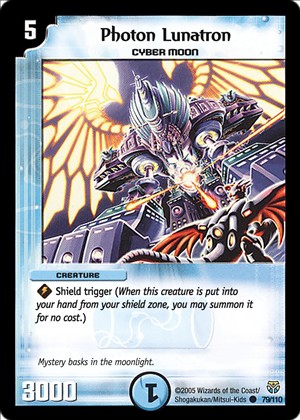 5
Photon Lunatron
CYBER MOON
CREATURE
Shield trigger (When this creature is put into
your hand from your shield zone, you may summon it
for no cost.)
Mystery basks in the moonlight.
3000
1
©2005 Wizards of the Coast/
Shogakukan/Mitsui-Kids
79/110